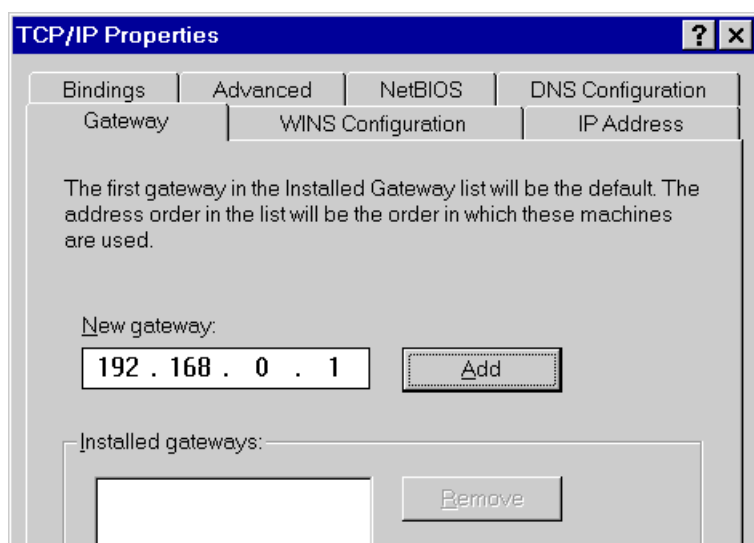 TCP/IP Properties
? ×
Bindings Advanced NetBIOS DNS Configuration
Gateway WINS Configuration IP Address
The first gateway in the Installed Gateway list will be the default. The
address order in the list will be the order in which these machines
are used.
New gateway:
192 . 168 . 0 . 1 Add
Installed gateways:
Remove